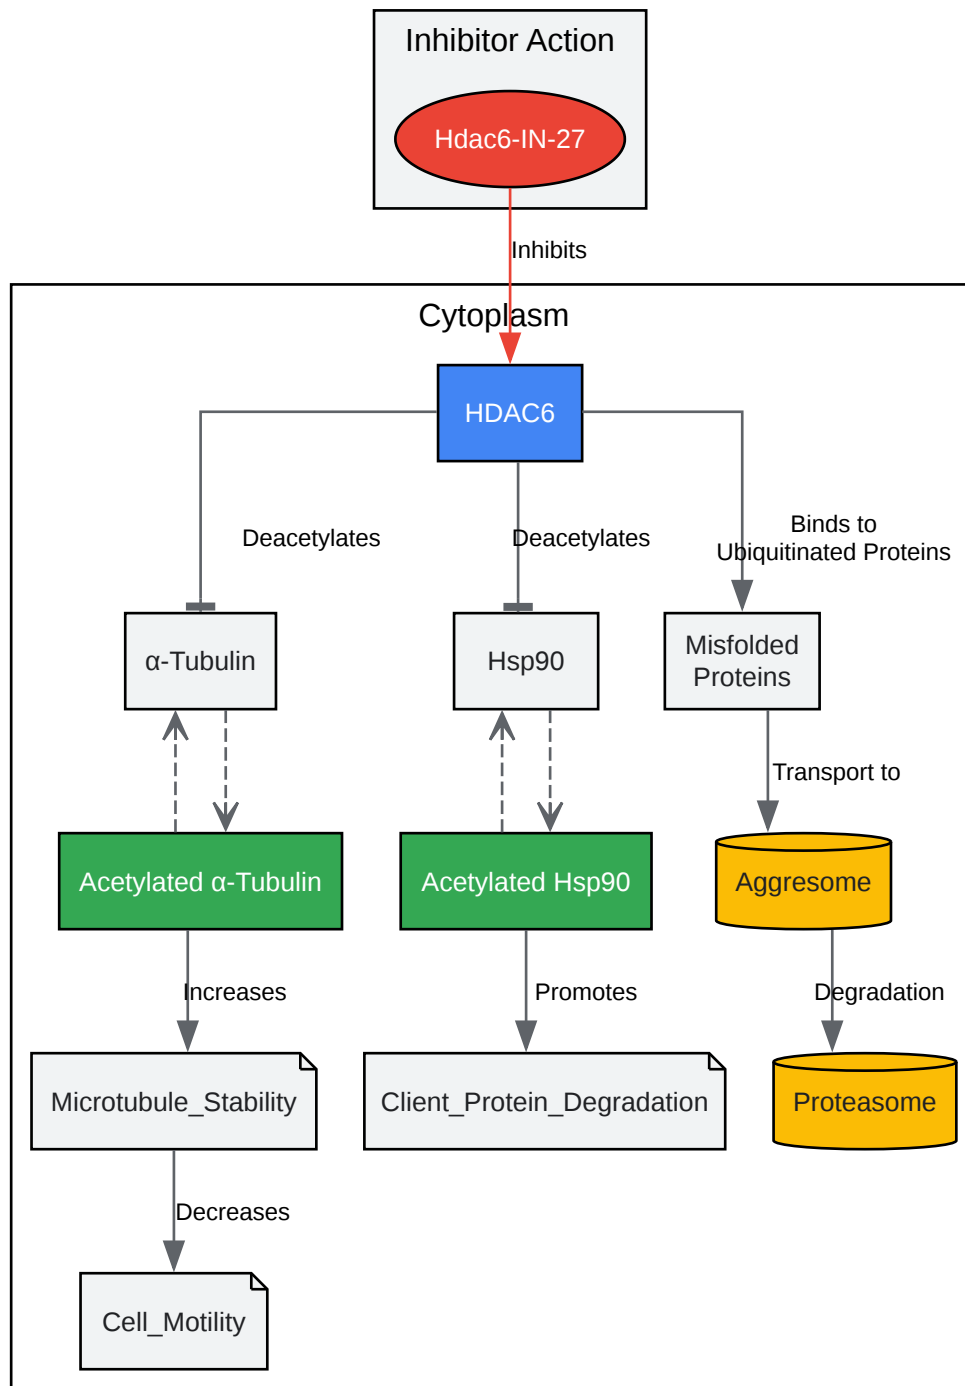 Inhibitor Action
Hdac6-IN-27
Inhibits
Cytoplasm
HDAC6
Deacetylates
Deacetylates
Binds to
Ubiquitinated Proteins
α-Tubulin
Hsp90
Misfolded
Proteins
Transport to
Acetylated α-Tubulin
Acetylated Hsp90
Aggresome
Increases
Promotes
Degradation
Microtubule_Stability
Client_Protein_Degradation
Proteasome
Decreases
Cell_Motility